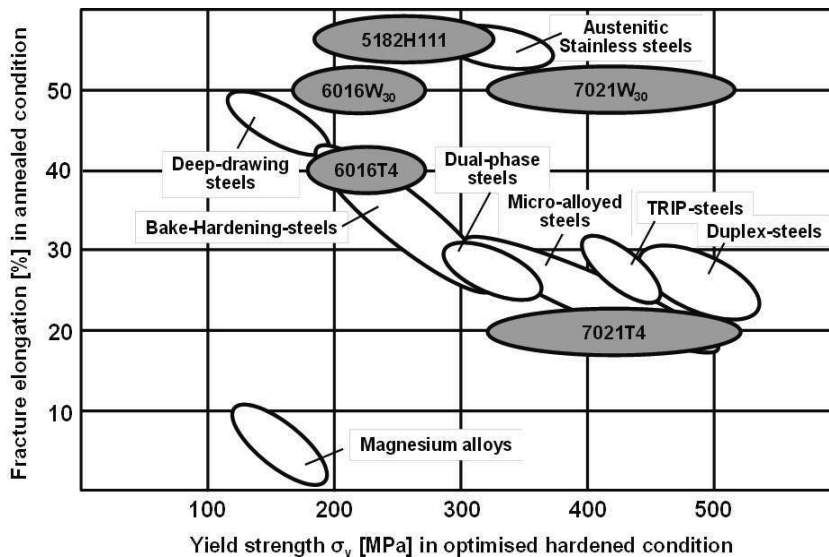 Fracture elongation [%] in annealed condition
50
40
30
20
10
5182H111
Austenitic
Stainless steels
6016W30
7021W30
Deep-drawing
steels
6016T4
Dual-phase
steels
Bake-Hardening-steels
Micro-alloyed
steels
TRIP-steels
Duplex-steels
7021T4
Magnesium alloys
100
200
300
400
500
Yield strength σy [MPa] in optimised hardened condition